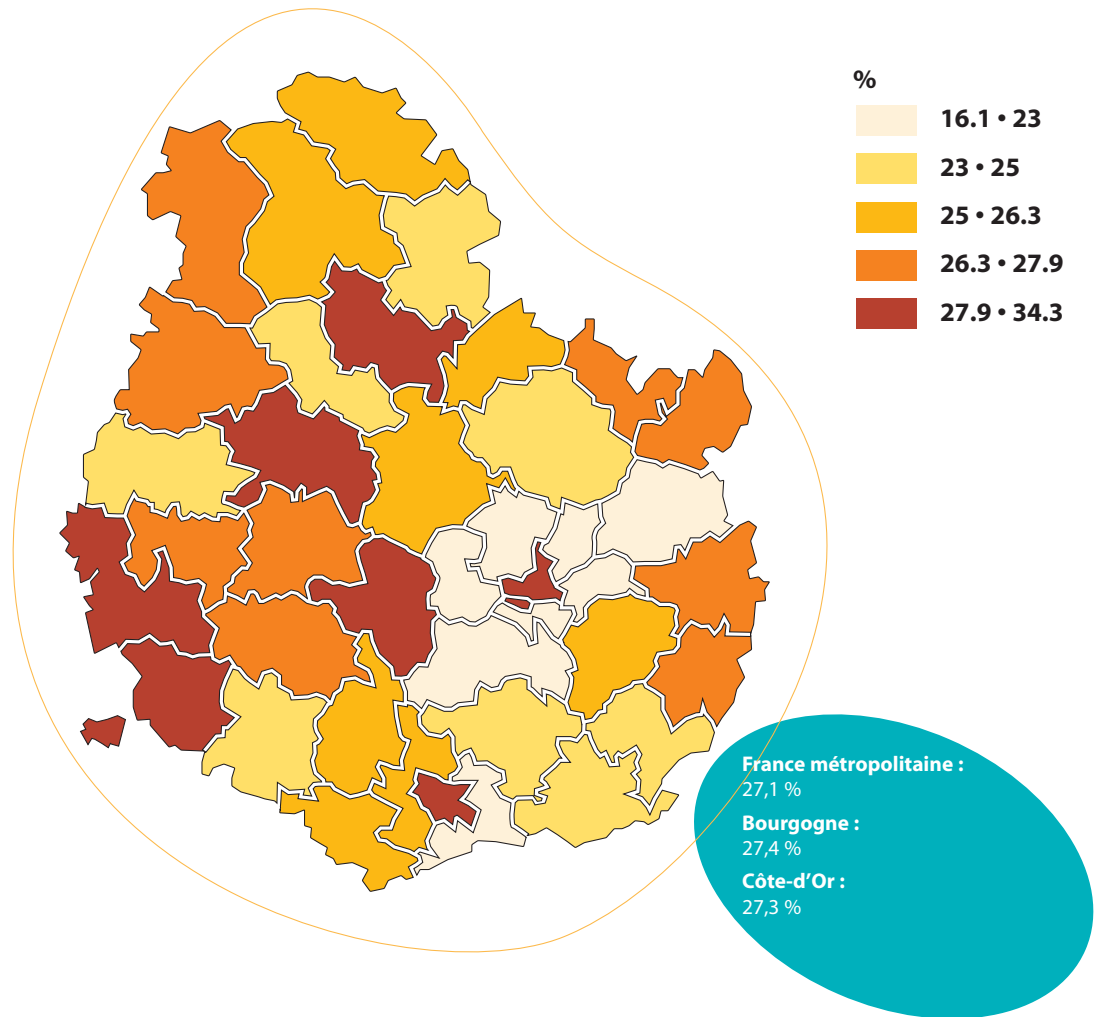 %
16.1 • 23
23 • 25
25 • 26.3
26.3 • 27.9
27.9 • 34.3
France métropolitaine :
27,1 %
Bourgogne :
27,4 %
Côte-d’Or :
27,3 %